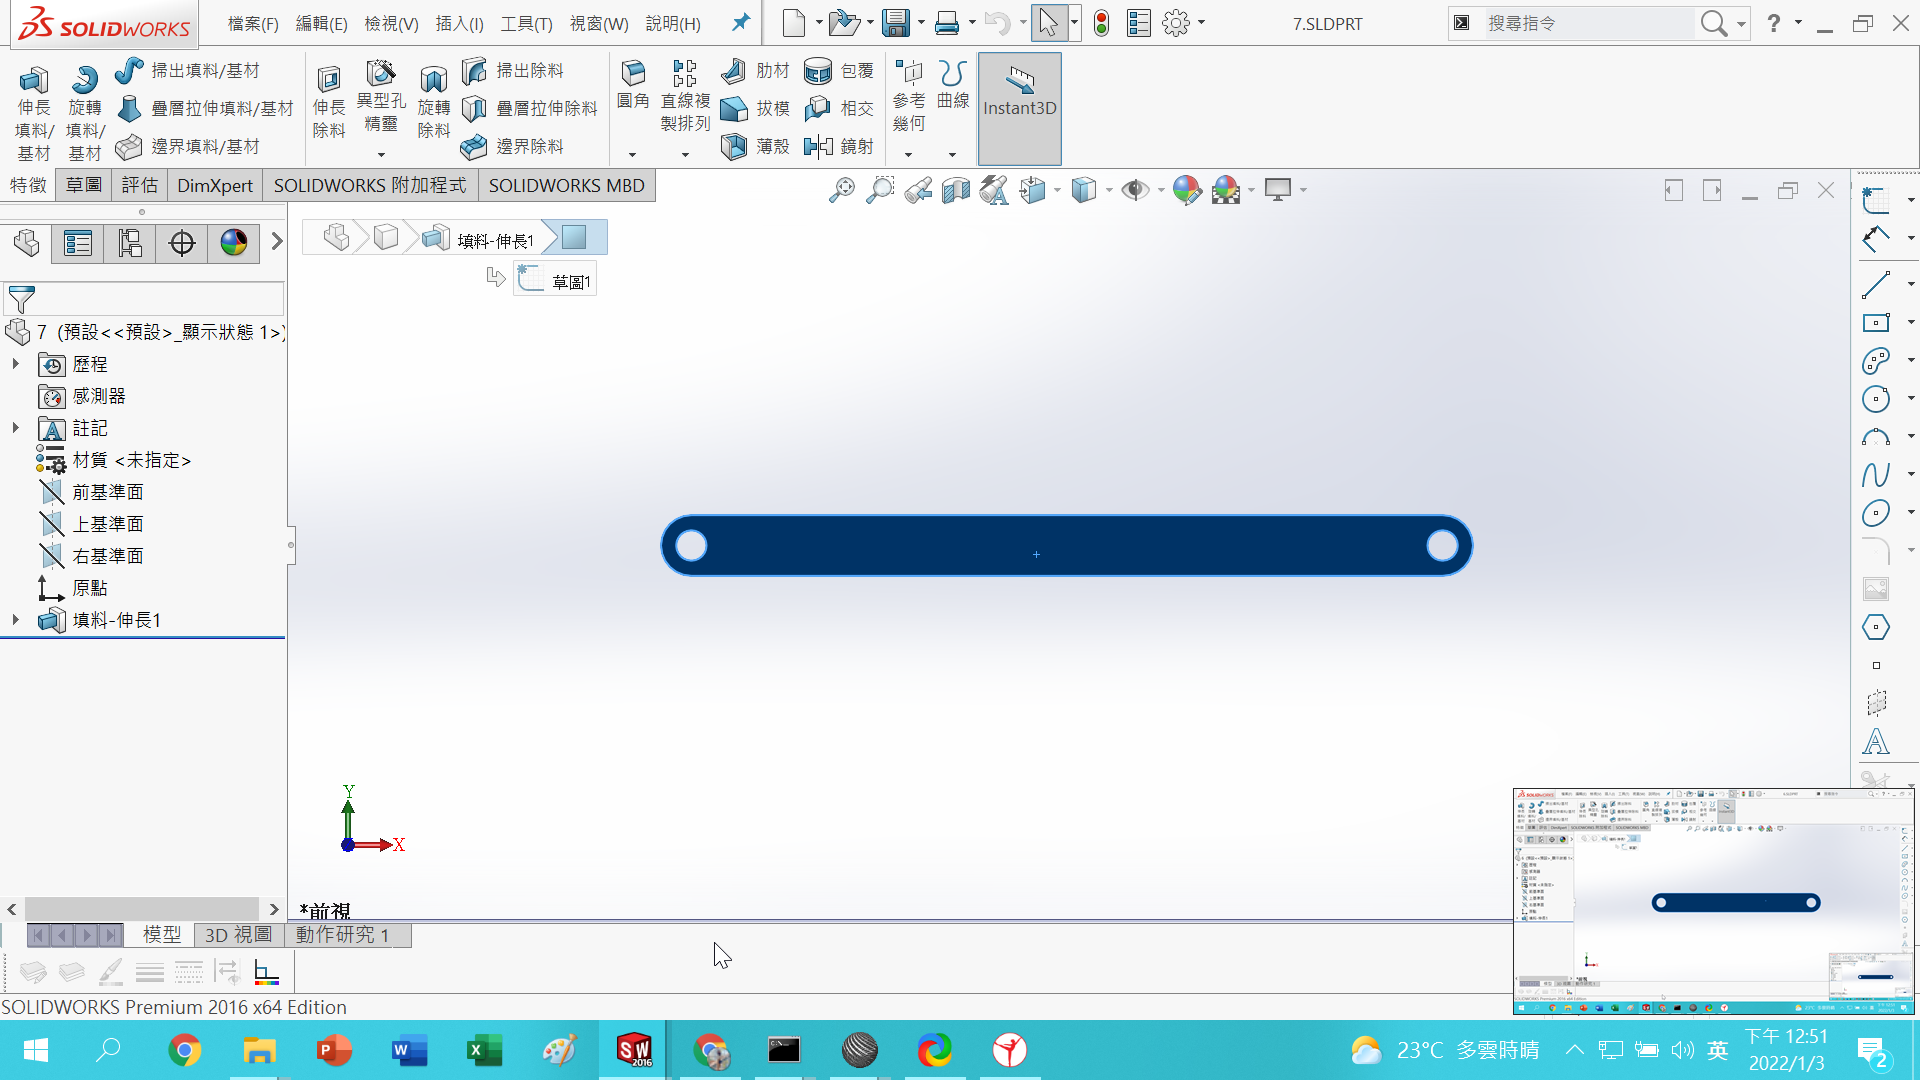 SOLIDWORKS
檔案(F) 編輯(E) 檢視(V) 插入(I) 工具(T) 視窗(W) 說明(H)
7.SLDPRT
搜尋指令
?
伸長填料/基材
旋轉填料/基材
掃出填料/基材
疊層拉伸填料/基材
邊界填料/基材
伸長除料
異型孔精靈
旋轉除料
掃出除料
疊層拉伸除料
邊界除料
圓角
直線複製排列
肋材
拔模
薄殼
包覆
相交
鏡射
參考幾何
曲線
Instant3D
特徵 草圖 評估 DimXpert SOLIDWORKS 附加程式 SOLIDWORKS MBD
填料-伸長1
草圖1
7 (預設<<預設>_顯示狀態 1>)
歷程
感測器
註記
材質 <未指定>
前基準面
上基準面
右基準面
原點
填料-伸長1
Y
X
*前視
模型 3D 視圖 動作研究 1
SOLIDWORKS Premium 2016 x64 Edition
SW
2016
23°C 多雲時晴
英
下午 12:51
2022/1/3
2